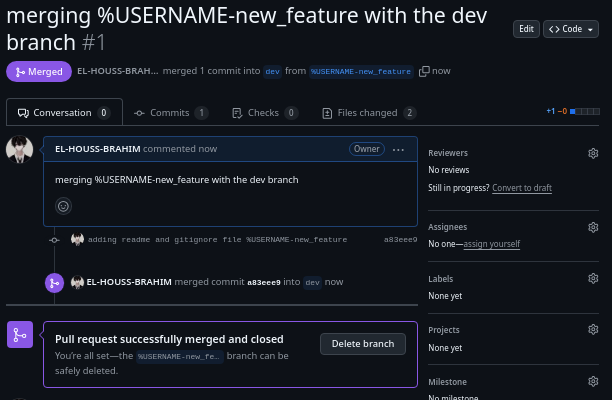 merging %USERNAME-new_feature with the dev
branch #1
Edit
Code
Merged
EL-HOUSS-BRAH... merged 1 commit into dev from %USERNAME-new_feature now
Conversation 0
Commits 1
Checks 0
Files changed 2
+1 −0
EL-HOUSS-BRAHIM commented now
Owner
merging %USERNAME-new_feature with the dev branch
adding readme and gitignore file %USERNAME-new_feature a83eee9
EL-HOUSS-BRAHIM merged commit a83eee9 into dev now
Pull request successfully merged and closed
You're all set—the %USERNAME-new_fe… branch can be
safely deleted.
Delete branch
Reviewers
No reviews
Still in progress? Convert to draft
Assignees
No one—assign yourself
Labels
None yet
Projects
None yet
Milestone
No milestone